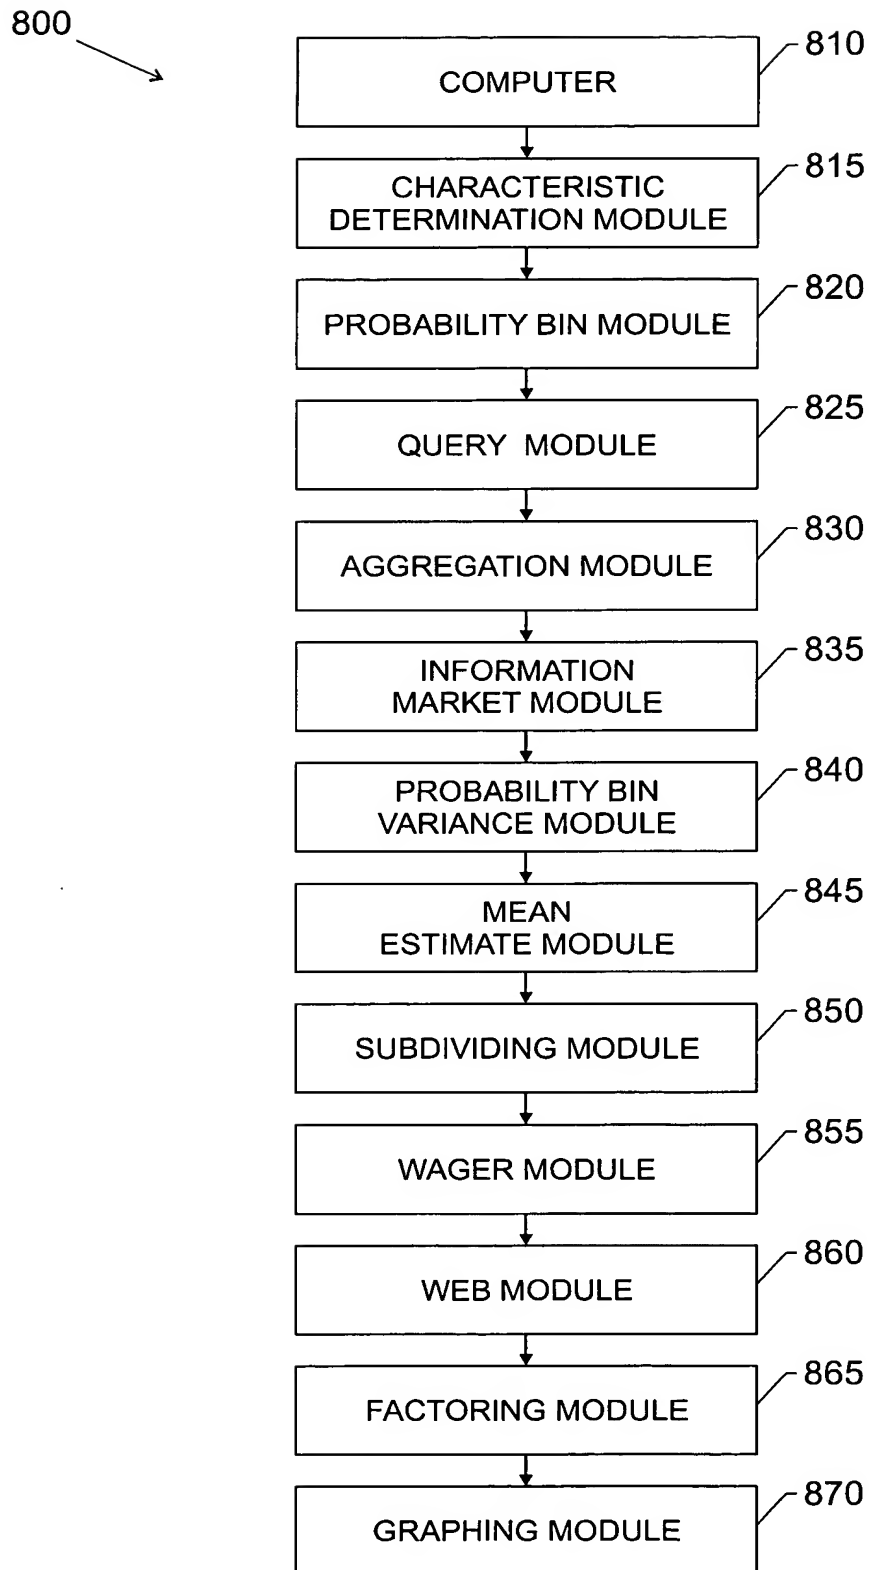 800
810
COMPUTER
815
CHARACTERISTIC
DETERMINATION MODULE
820
PROBABILITY BIN MODULE
825
QUERY MODULE
830
AGGREGATION MODULE
835
INFORMATION
MARKET MODULE
840
PROBABILITY BIN
VARIANCE MODULE
845
MEAN
ESTIMATE MODULE
850
SUBDIVIDING MODULE
855
WAGER MODULE
860
WEB MODULE
865
FACTORING MODULE
870
GRAPHING MODULE